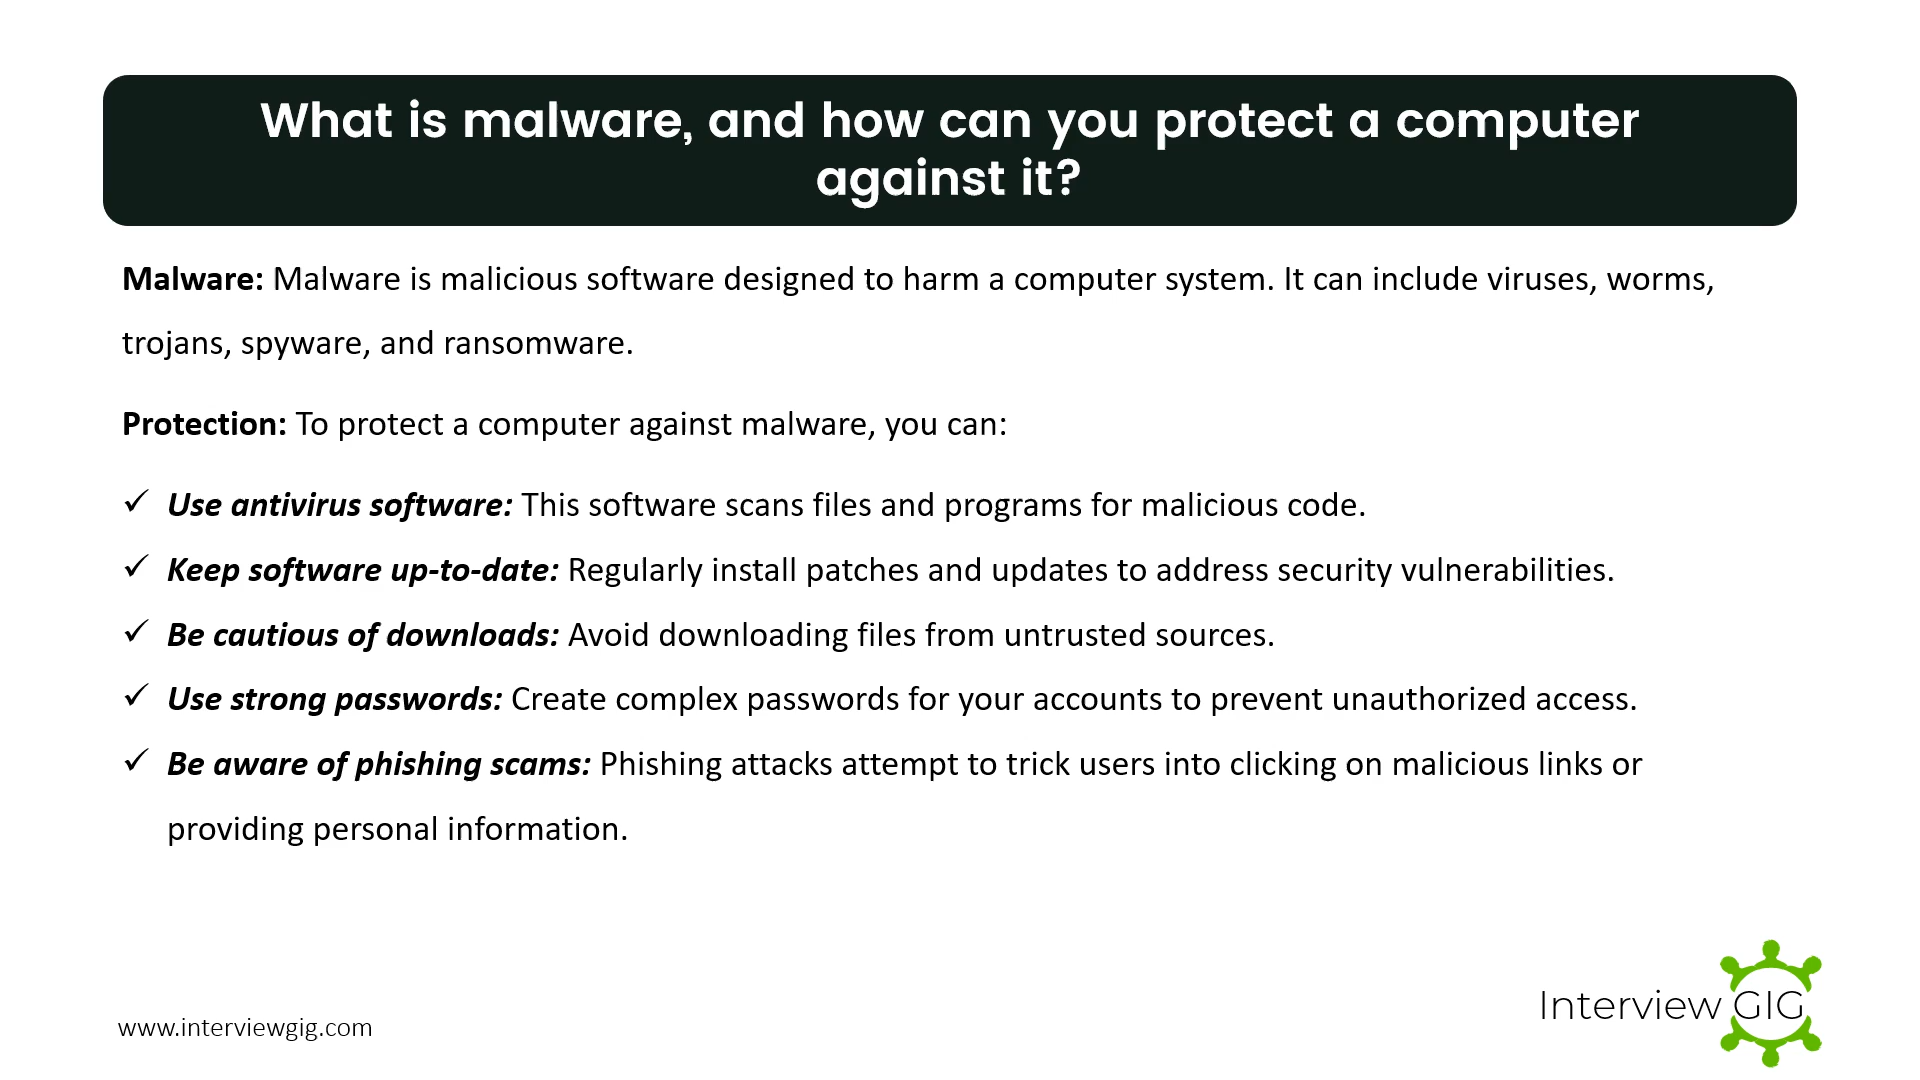 What is malware, and how can you protect a computer
against it?
Malware: Malware is malicious software designed to harm a computer system. It can include viruses, worms,
trojans, spyware, and ransomware.
Protection: To protect a computer against malware, you can:
✓ Use antivirus software: This software scans files and programs for malicious code.
✓ Keep software up-to-date: Regularly install patches and updates to address security vulnerabilities.
✓ Be cautious of downloads: Avoid downloading files from untrusted sources.
✓ Use strong passwords: Create complex passwords for your accounts to prevent unauthorized access.
✓ Be aware of phishing scams: Phishing attacks attempt to trick users into clicking on malicious links or
providing personal information.
www.interviewgig.com
Interview GIG